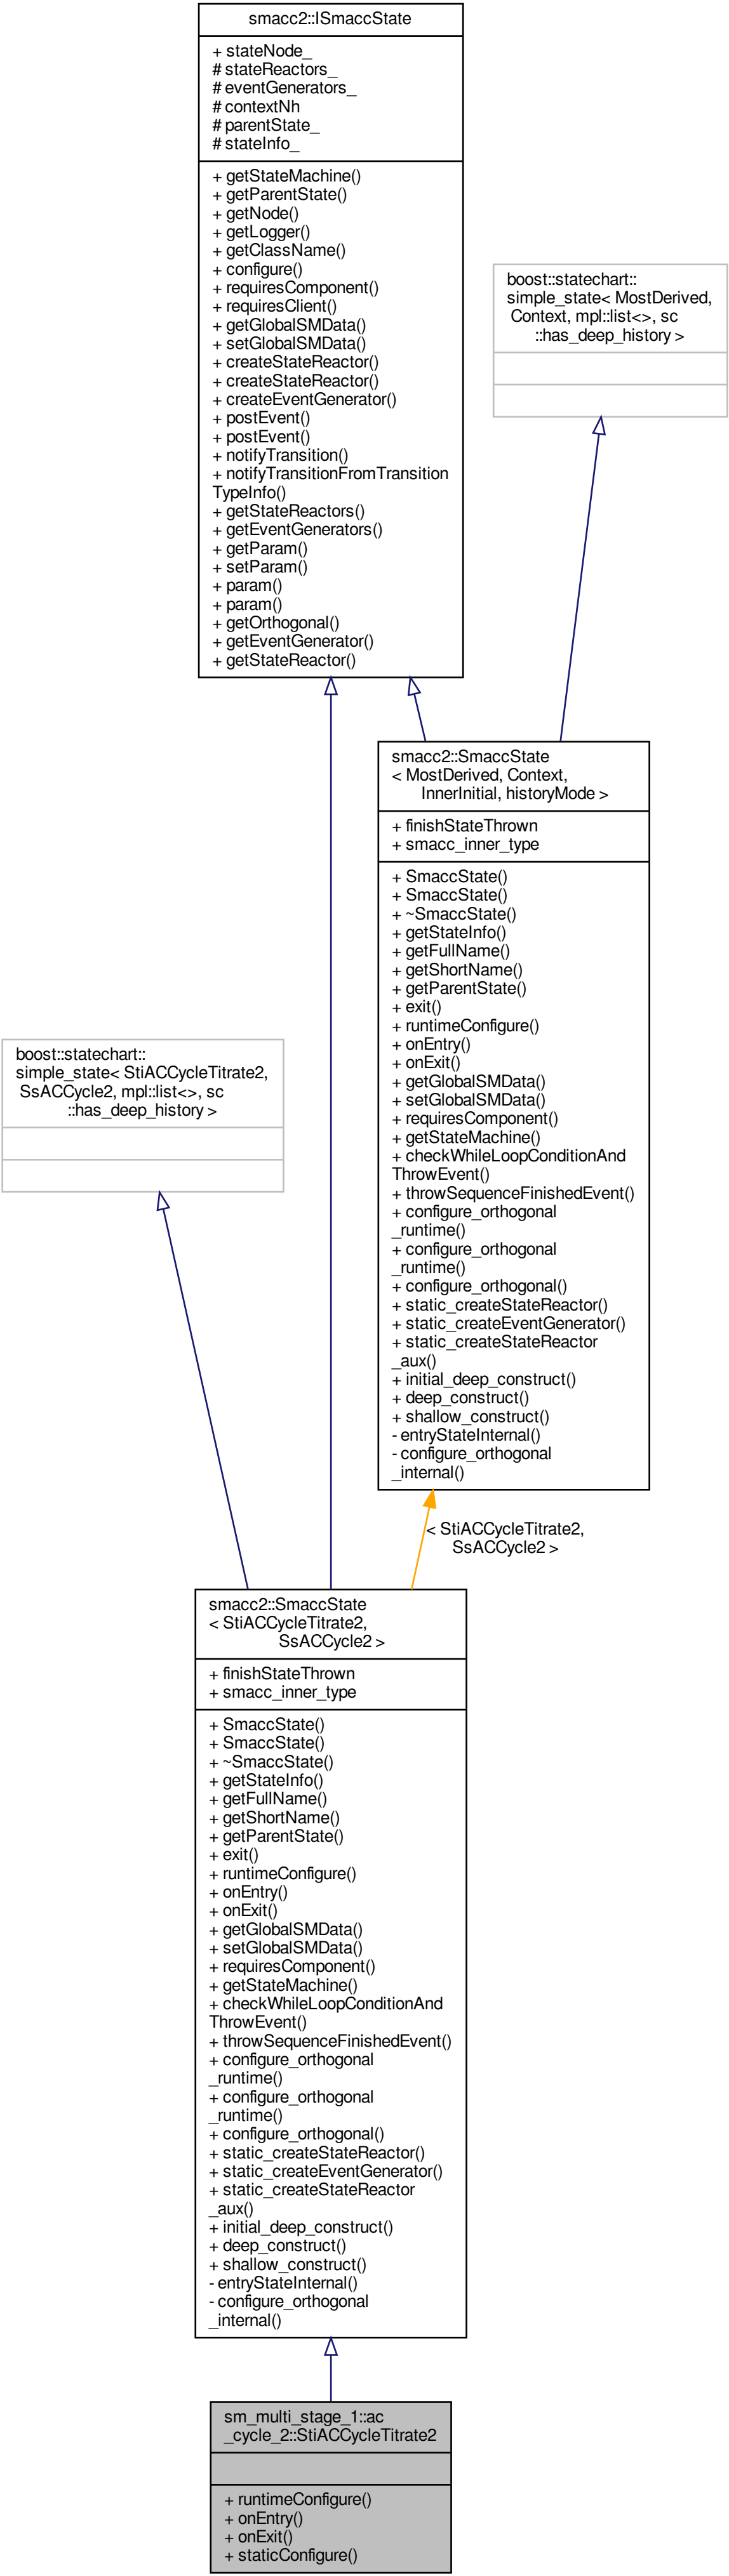 smacc2::ISmaccState
+ stateNode_
# stateReactors_
# eventGenerators_
# contextNh
# parentState_
# stateInfo_
+ getStateMachine()
+ getParentState()
+ getNode()
+ getLogger()
+ getClassName()
+ configure()
+ requiresComponent()
+ requiresClient()
+ getGlobalSMData()
+ setGlobalSMData()
+ createStateReactor()
+ createStateReactor()
+ createEventGenerator()
+ postEvent()
+ postEvent()
+ notifyTransition()
+ notifyTransitionFromTransition
TypeInfo()
+ getStateReactors()
+ getEventGenerators()
+ getParam()
+ setParam()
+ param()
+ param()
+ getOrthogonal()
+ getEventGenerator()
+ getStateReactor()
boost::statechart::
simple_state< MostDerived,
Context, mpl::list<>, sc
::has_deep_history >
smacc2::SmaccState
< MostDerived, Context,
InnerInitial, historyMode >
+ finishStateThrown
+ smacc_inner_type
+ SmaccState()
+ SmaccState()
+ ~SmaccState()
+ getStateInfo()
+ getFullName()
+ getShortName()
+ getParentState()
+ exit()
+ runtimeConfigure()
+ onEntry()
+ onExit()
+ getGlobalSMData()
+ setGlobalSMData()
+ requiresComponent()
+ getStateMachine()
+ checkWhileLoopConditionAnd
ThrowEvent()
+ throwSequenceFinishedEvent()
+ configure_orthogonal
_runtime()
+ configure_orthogonal
_runtime()
+ configure_orthogonal()
+ static_createStateReactor()
+ static_createEventGenerator()
+ static_createStateReactor
_aux()
+ initial_deep_construct()
+ deep_construct()
+ shallow_construct()
- entryStateInternal()
- configure_orthogonal
_internal()
boost::statechart::
simple_state< StiACCycleTitrate2,
SsACCycle2, mpl::list<>, sc
::has_deep_history >
< StiACCycleTitrate2,
SsACCycle2 >
smacc2::SmaccState
< StiACCycleTitrate2,
SsACCycle2 >
+ finishStateThrown
+ smacc_inner_type
+ SmaccState()
+ SmaccState()
+ ~SmaccState()
+ getStateInfo()
+ getFullName()
+ getShortName()
+ getParentState()
+ exit()
+ runtimeConfigure()
+ onEntry()
+ onExit()
+ getGlobalSMData()
+ setGlobalSMData()
+ requiresComponent()
+ getStateMachine()
+ checkWhileLoopConditionAnd
ThrowEvent()
+ throwSequenceFinishedEvent()
+ configure_orthogonal
_runtime()
+ configure_orthogonal
_runtime()
+ configure_orthogonal()
+ static_createStateReactor()
+ static_createEventGenerator()
+ static_createStateReactor
_aux()
+ initial_deep_construct()
+ deep_construct()
+ shallow_construct()
- entryStateInternal()
- configure_orthogonal
_internal()
sm_multi_stage_1::ac
_cycle_2::StiACCycleTitrate2
+ runtimeConfigure()
+ onEntry()
+ onExit()
+ staticConfigure()